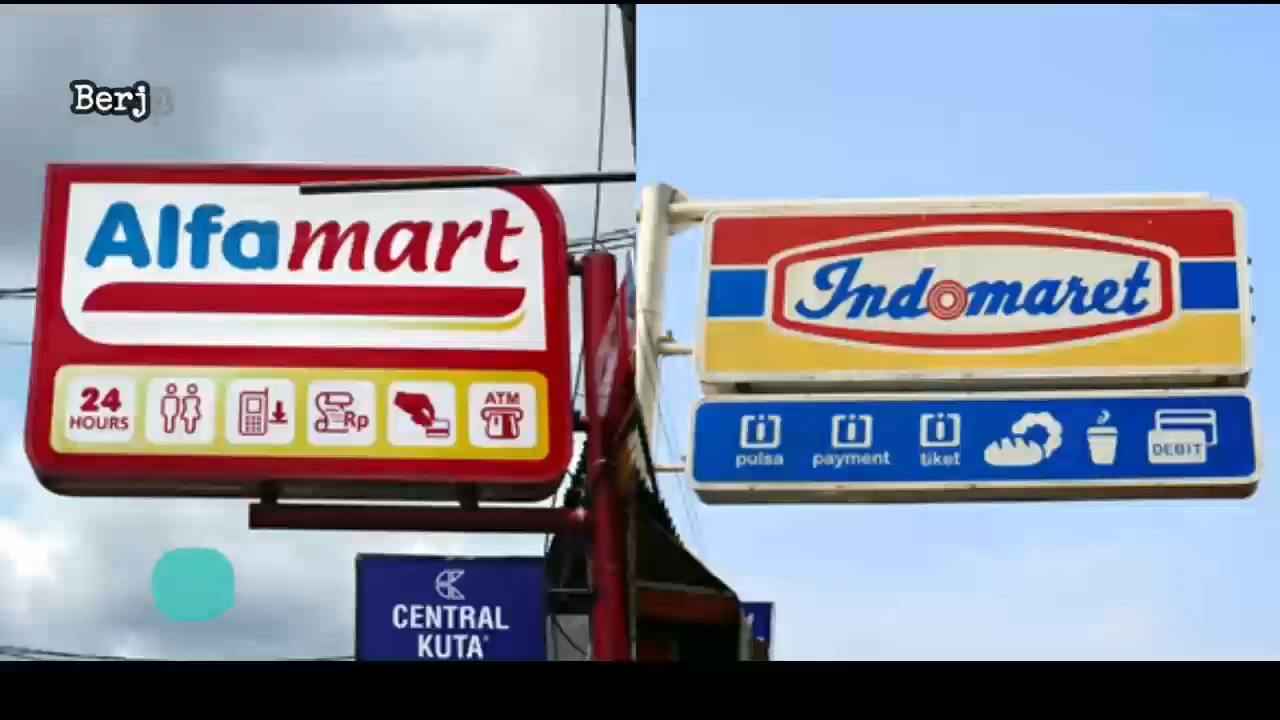 Berj
Alfamart
24
HOURS
Rp
ATM
CENTRAL
KUTA
Indomaret
pulsa
payment
tiket
DEBIT